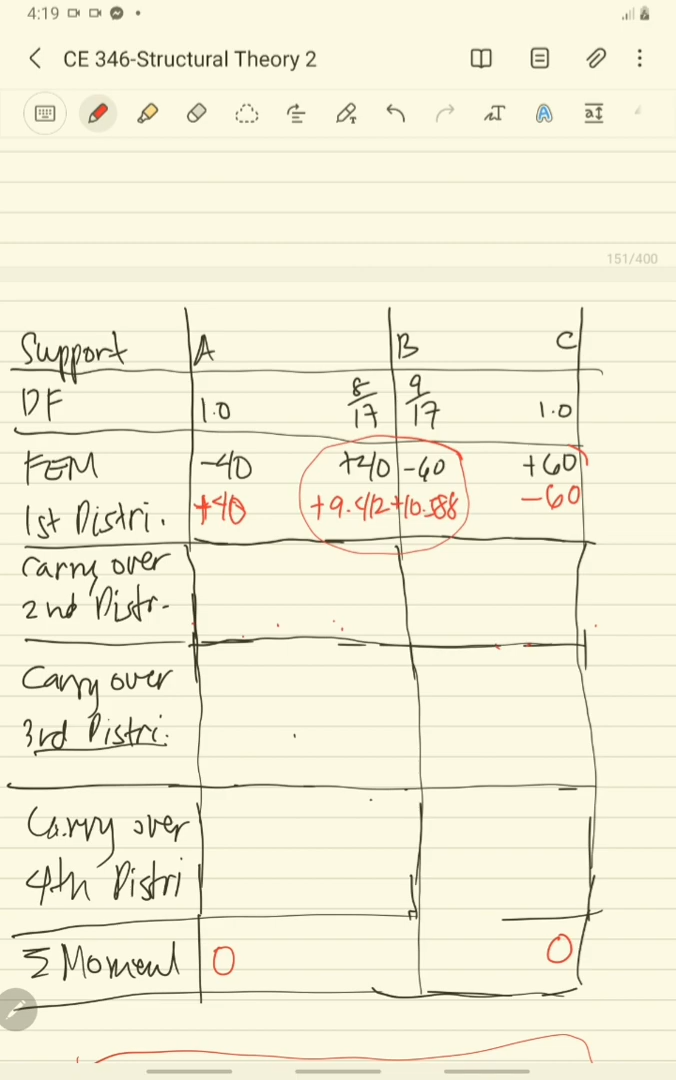 4:19
CE 346-Structural Theory 2
151/400
Support A B C
DF 1.0 8/17 9/17 1.0
FEM -40 +40 -60 +60
1st Distri. +40 +9.412 +10.588 -60
Carry over
2nd Distr.
Carry over
3rd Distri.
Carry over
4th Distri
Σ Moment 0 0